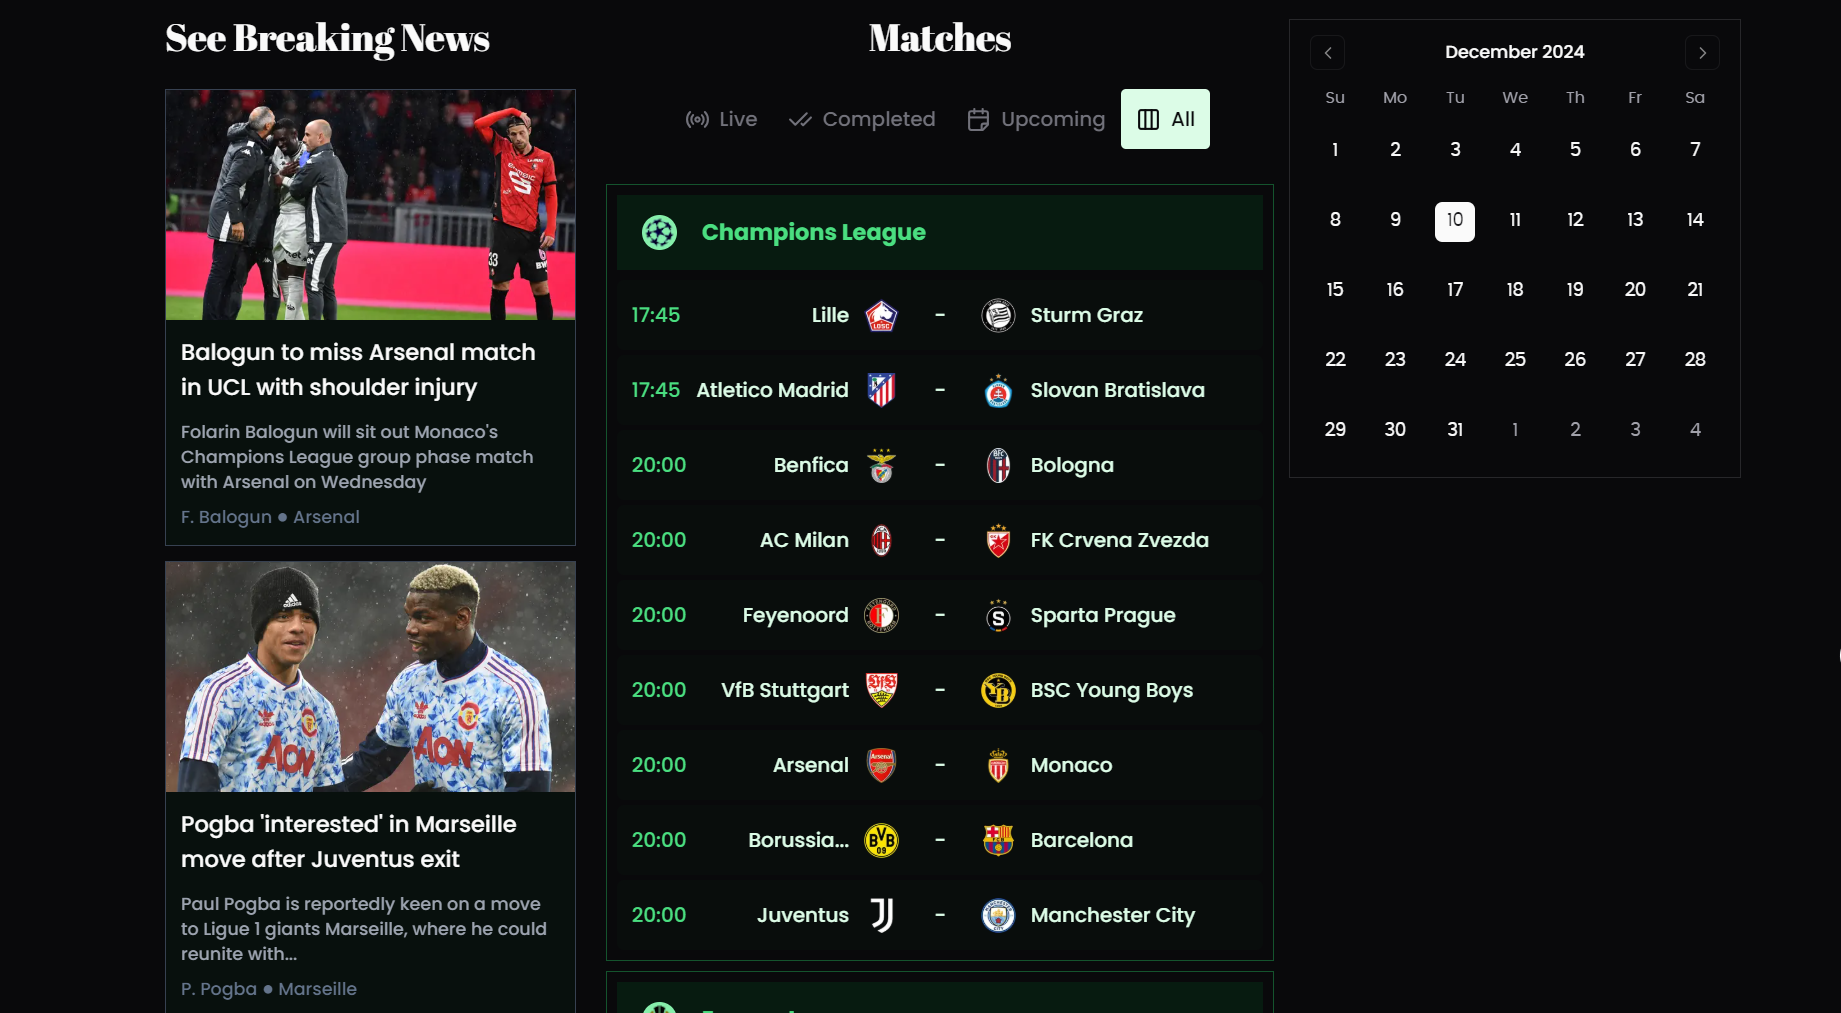 See Breaking News
Balogun to miss Arsenal match
in UCL with shoulder injury
Folarin Balogun will sit out Monaco's
Champions League group phase match
with Arsenal on Wednesday
F. Balogun ● Arsenal
AON
AON
Pogba 'interested' in Marseille
move after Juventus exit
Paul Pogba is reportedly keen on a move
to Ligue 1 giants Marseille, where he could
reunite with...
P. Pogba ● Marseille
Matches
Live Completed Upcoming All
Champions League
17:45 Lille - Sturm Graz
17:45 Atletico Madrid - Slovan Bratislava
20:00 Benfica - Bologna
20:00 AC Milan - FK Crvena Zvezda
20:00 Feyenoord - Sparta Prague
20:00 VfB Stuttgart - BSC Young Boys
20:00 Arsenal - Monaco
20:00 Borussia... - Barcelona
20:00 Juventus - Manchester City
December 2024
Su Mo Tu We Th Fr Sa
1 2 3 4 5 6 7
8 9 10 11 12 13 14
15 16 17 18 19 20 21
22 23 24 25 26 27 28
29 30 31 1 2 3 4